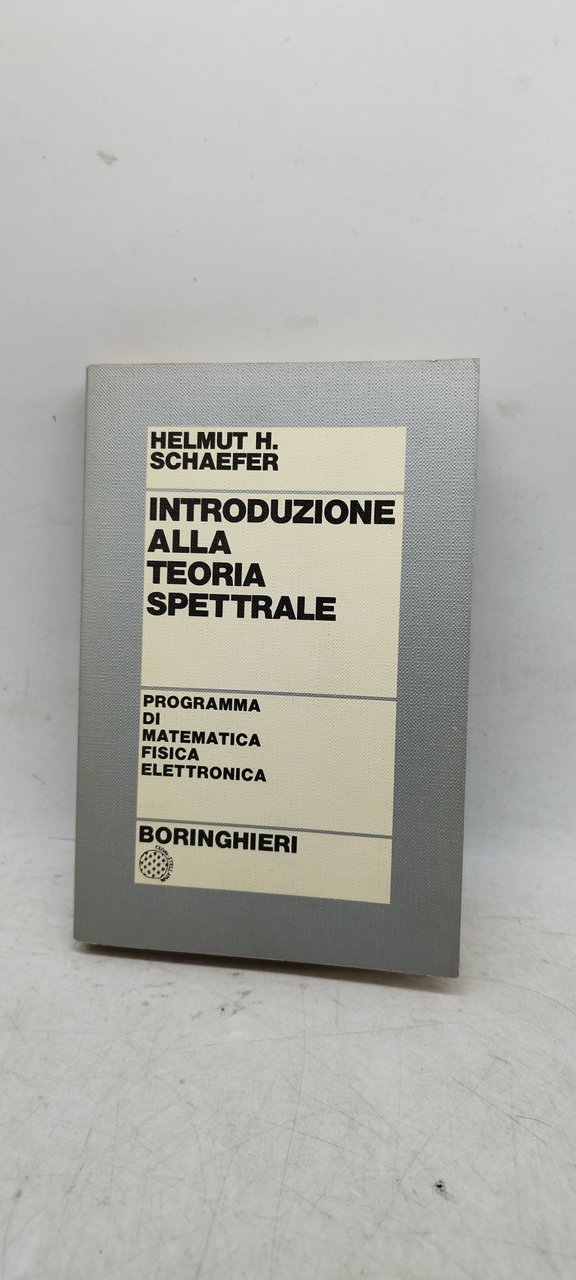 HELMUT H.
SCHAEFER
INTRODUZIONE
ALLA
TEORIA
SPETTRALE
PROGRAMMA
DI
MATEMATICA
FISICA
ELETTRONICA
BORINGHIERI